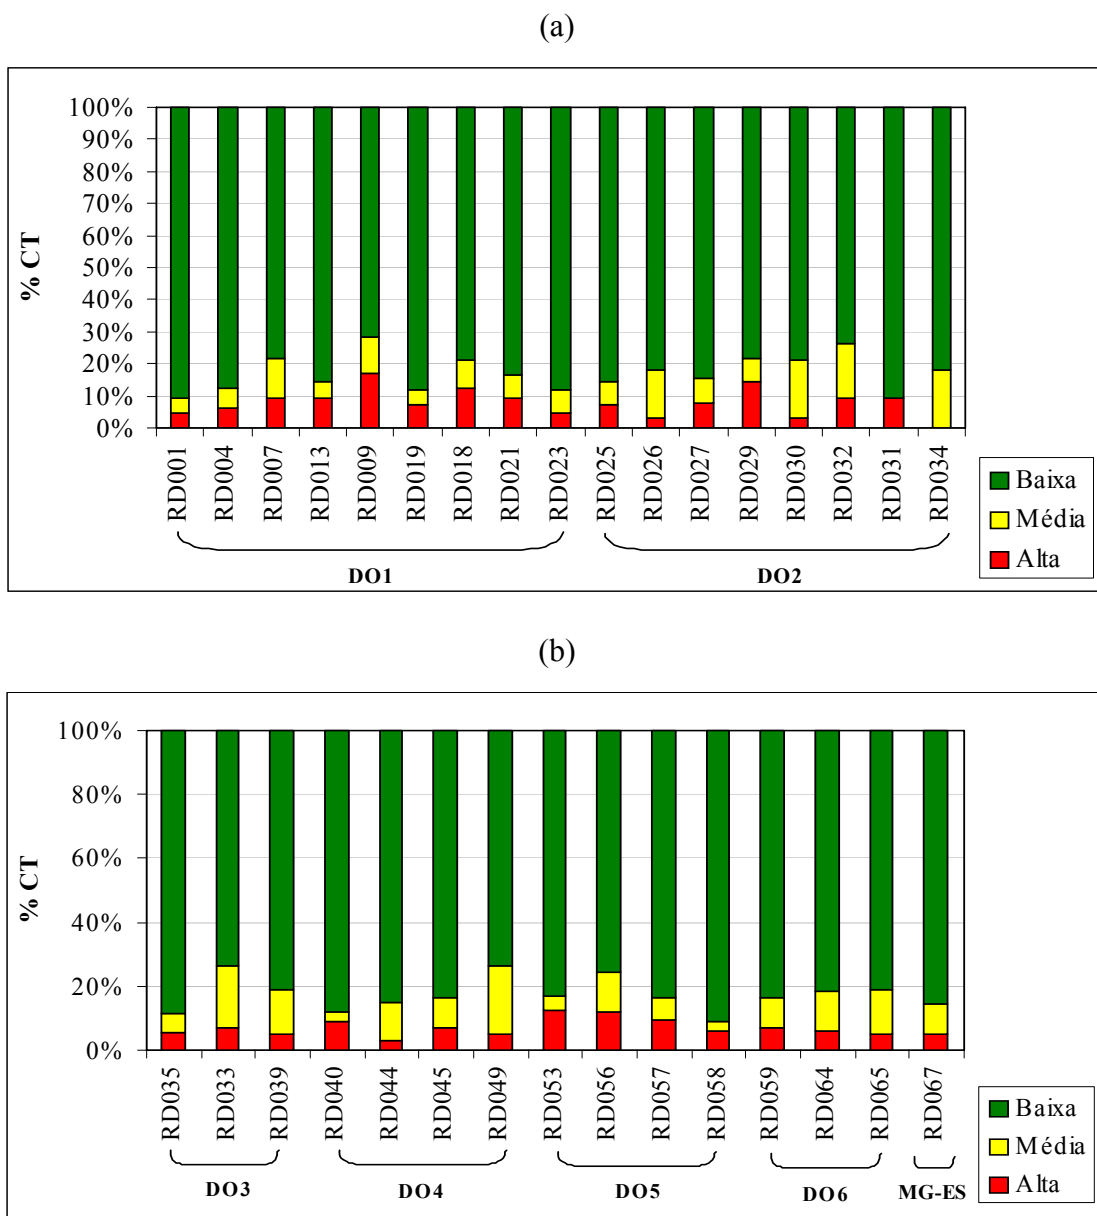 (a)
% CT
100%
90%
80%
70%
60%
50%
40%
30%
20%
10%
0%
RD001 RD004 RD007 RD013 RD009 RD019 RD018 RD021 RD023 RD025 RD026 RD027 RD029 RD030 RD032 RD031 RD034
DO1 DO2
Baixa
Média
Alta
(b)
% CT
100%
80%
60%
40%
20%
0%
RD035 RD033 RD039 RD040 RD044 RD045 RD049 RD053 RD056 RD057 RD058 RD059 RD064 RD065 RD067
DO3 DO4 DO5 DO6 MG-ES
Baixa
Média
Alta